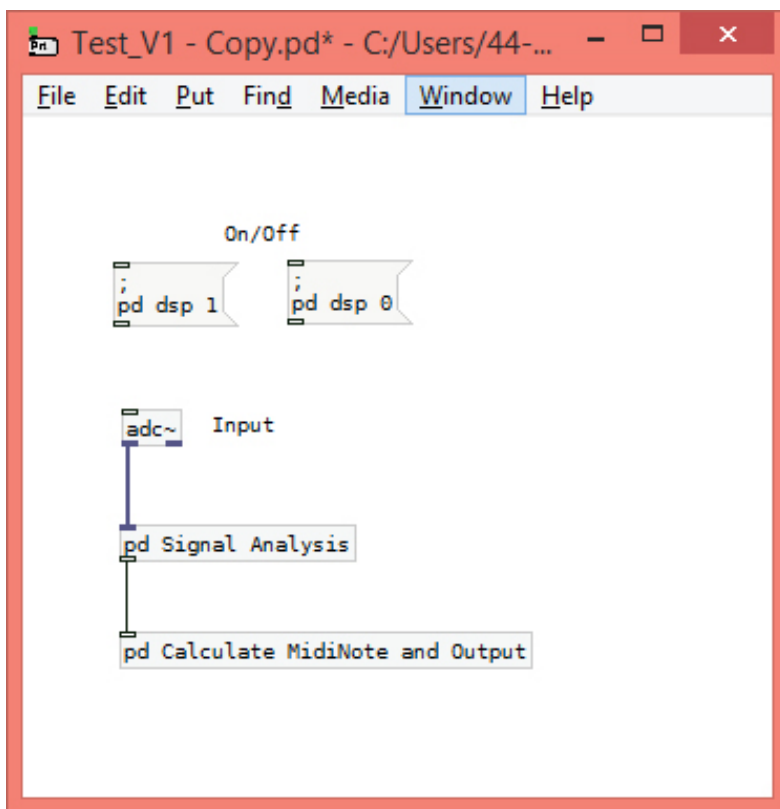 Test_V1 - Copy.pd* - C:/Users/44-...
File Edit Put Find Media Window Help
On/Off
; ;
pd dsp 1 pd dsp 0
adc~ Input
pd Signal Analysis
pd Calculate MidiNote and Output